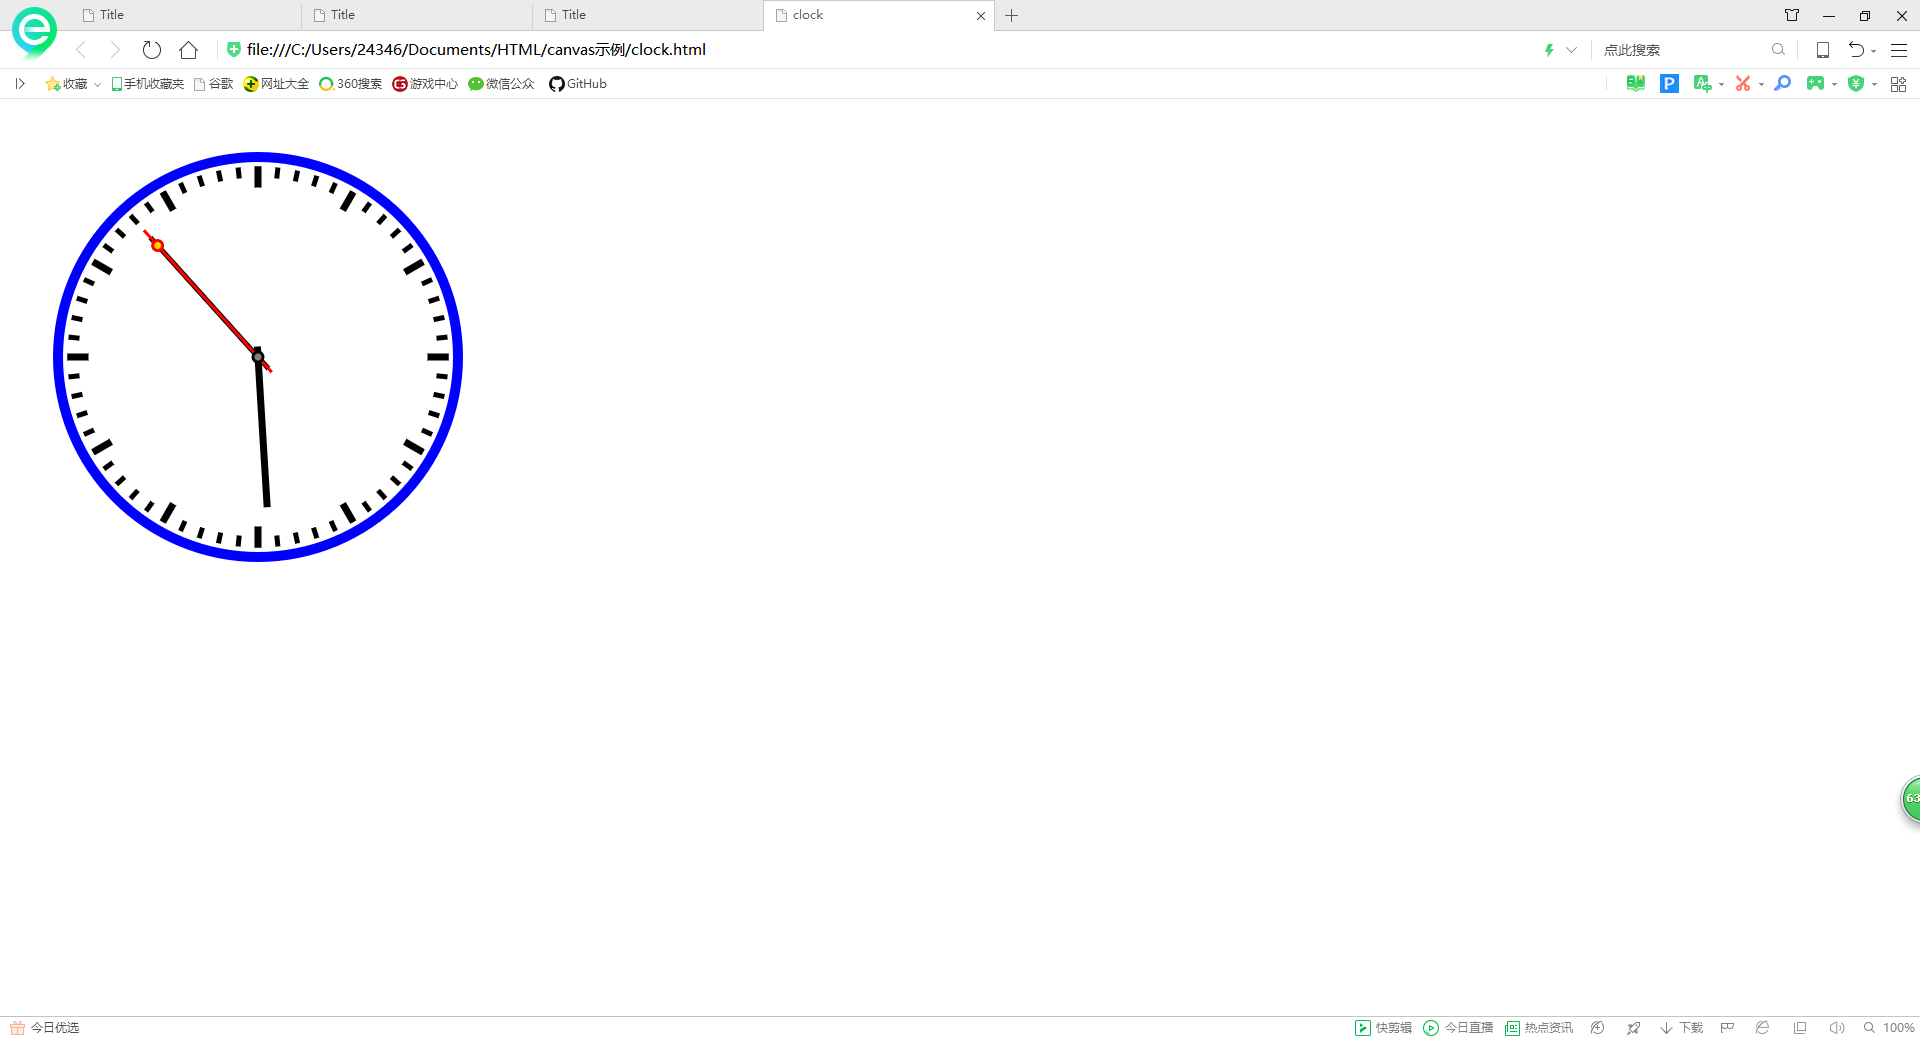 Title
Title
Title
clock
file:///C:/Users/24346/Documents/HTML/canvas示例/clock.html
点此搜索
收藏
手机收藏夹
谷歌
网址大全
360搜索
游戏中心
微信公众
GitHub
63
今日优选
快剪辑
今日直播
热点资讯
下载
100%